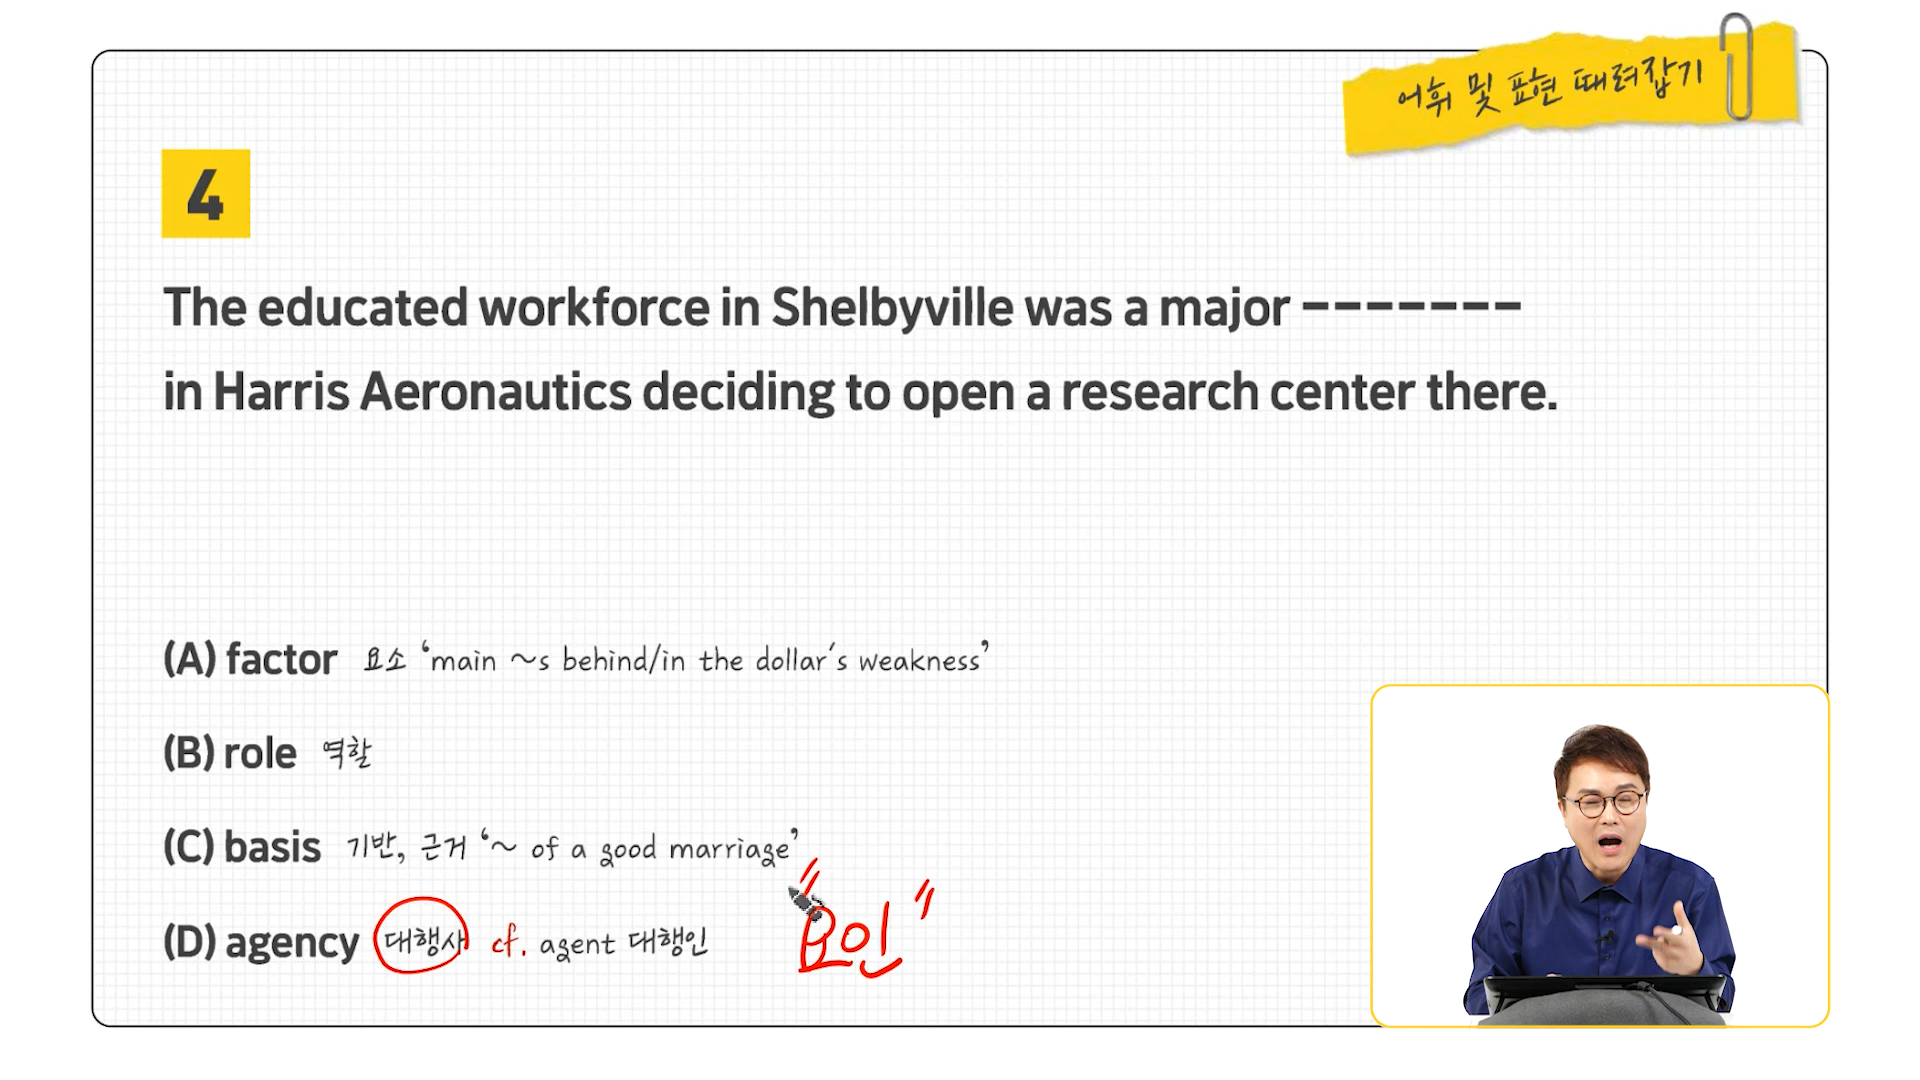 어휘 및 표현 때려잡기
4
The educated workforce in Shelbyville was a major -------
in Harris Aeronautics deciding to open a research center there.
(A) factor 요소 ‘main ~s behind/in the dollar's weakness’
(B) role 역할
(C) basis 기반, 근거 ‘~ of a good marriage’
(D) agency 대행사 cf. agent 대행인 "요인"